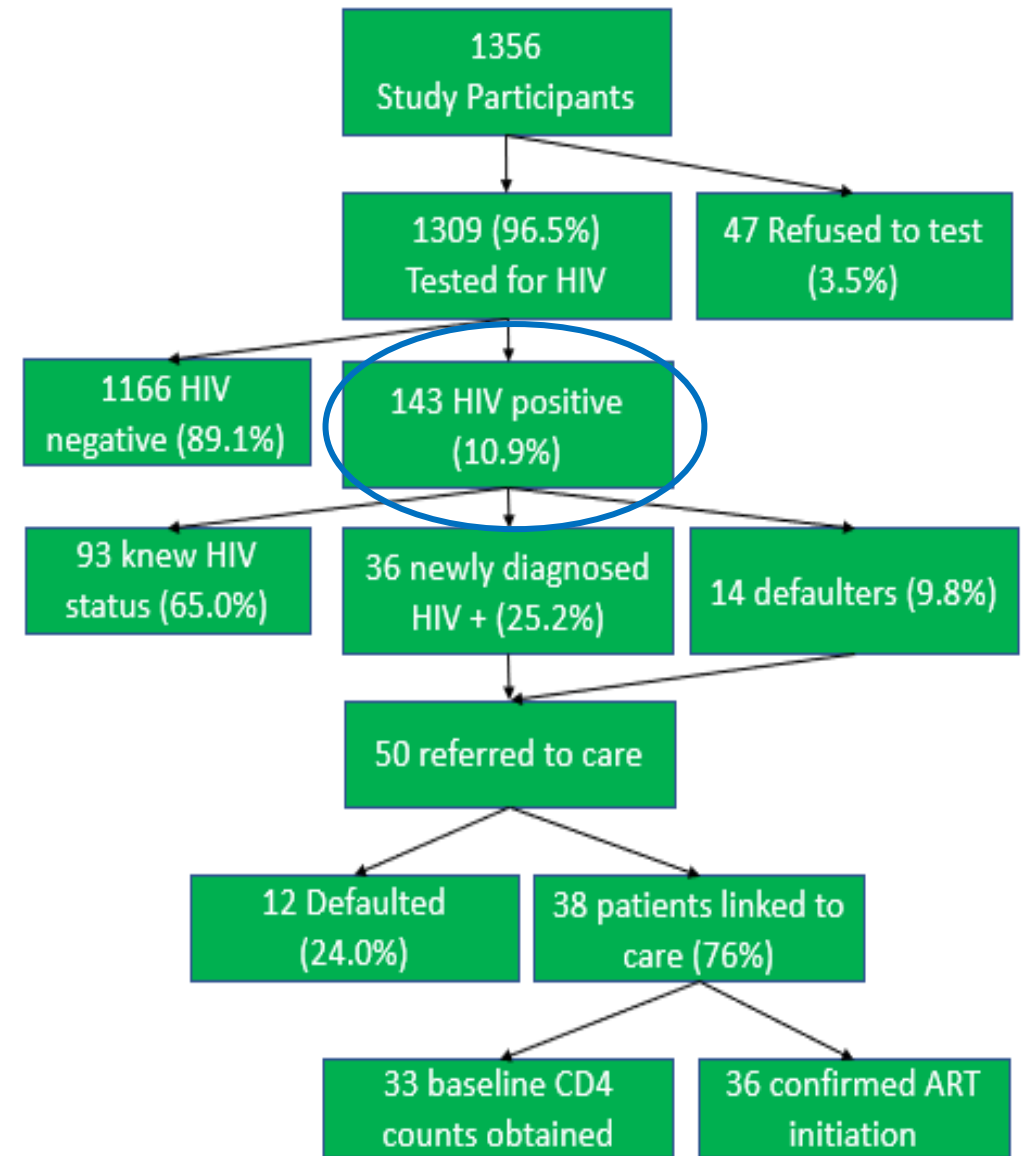 1356
Study Participants
1309 (96.5%)
Tested for HIV
47 Refused to test
(3.5%)
1166 HIV
negative (89.1%)
143 HIV positive
(10.9%)
93 knew HIV
status (65.0%)
36 newly diagnosed
HIV + (25.2%)
14 defaulters (9.8%)
50 referred to care
12 Defaulted
(24.0%)
38 patients linked to
care (76%)
33 baseline CD4
counts obtained
36 confirmed ART
initiation